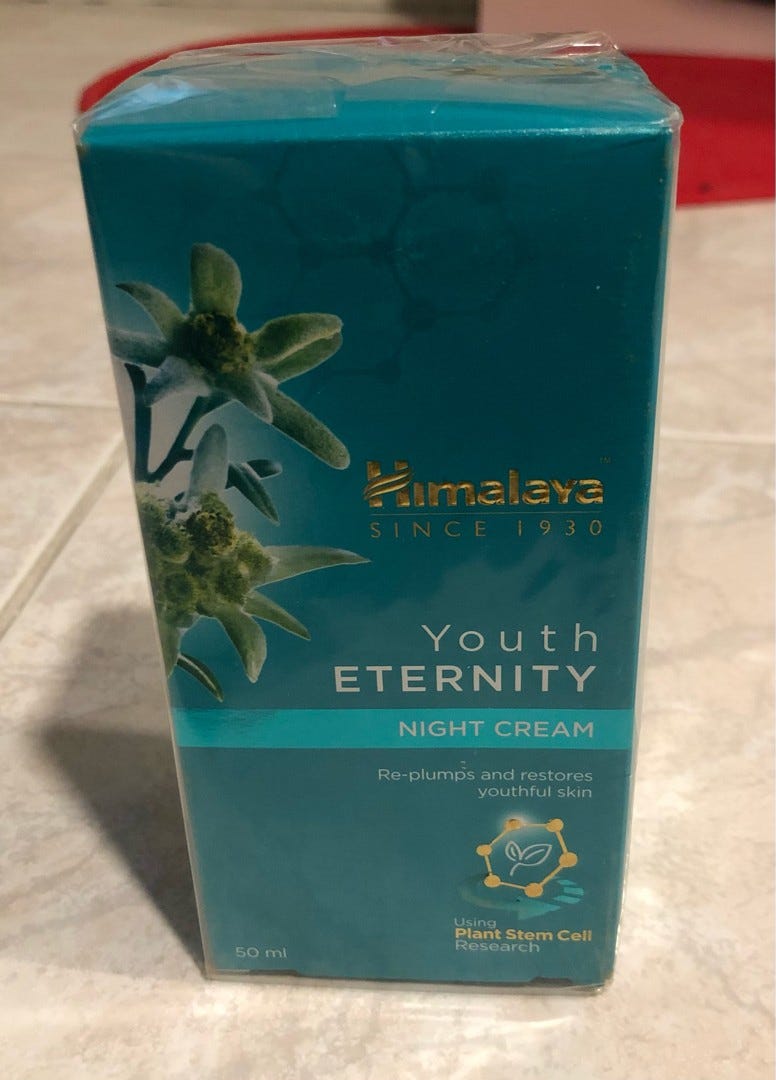 Himalaya
™
SINCE 1930
Youth
ETERNITY
NIGHT CREAM
Re-plumps and restores
youthful skin
Using
Plant Stem Cell
Research
50 ml